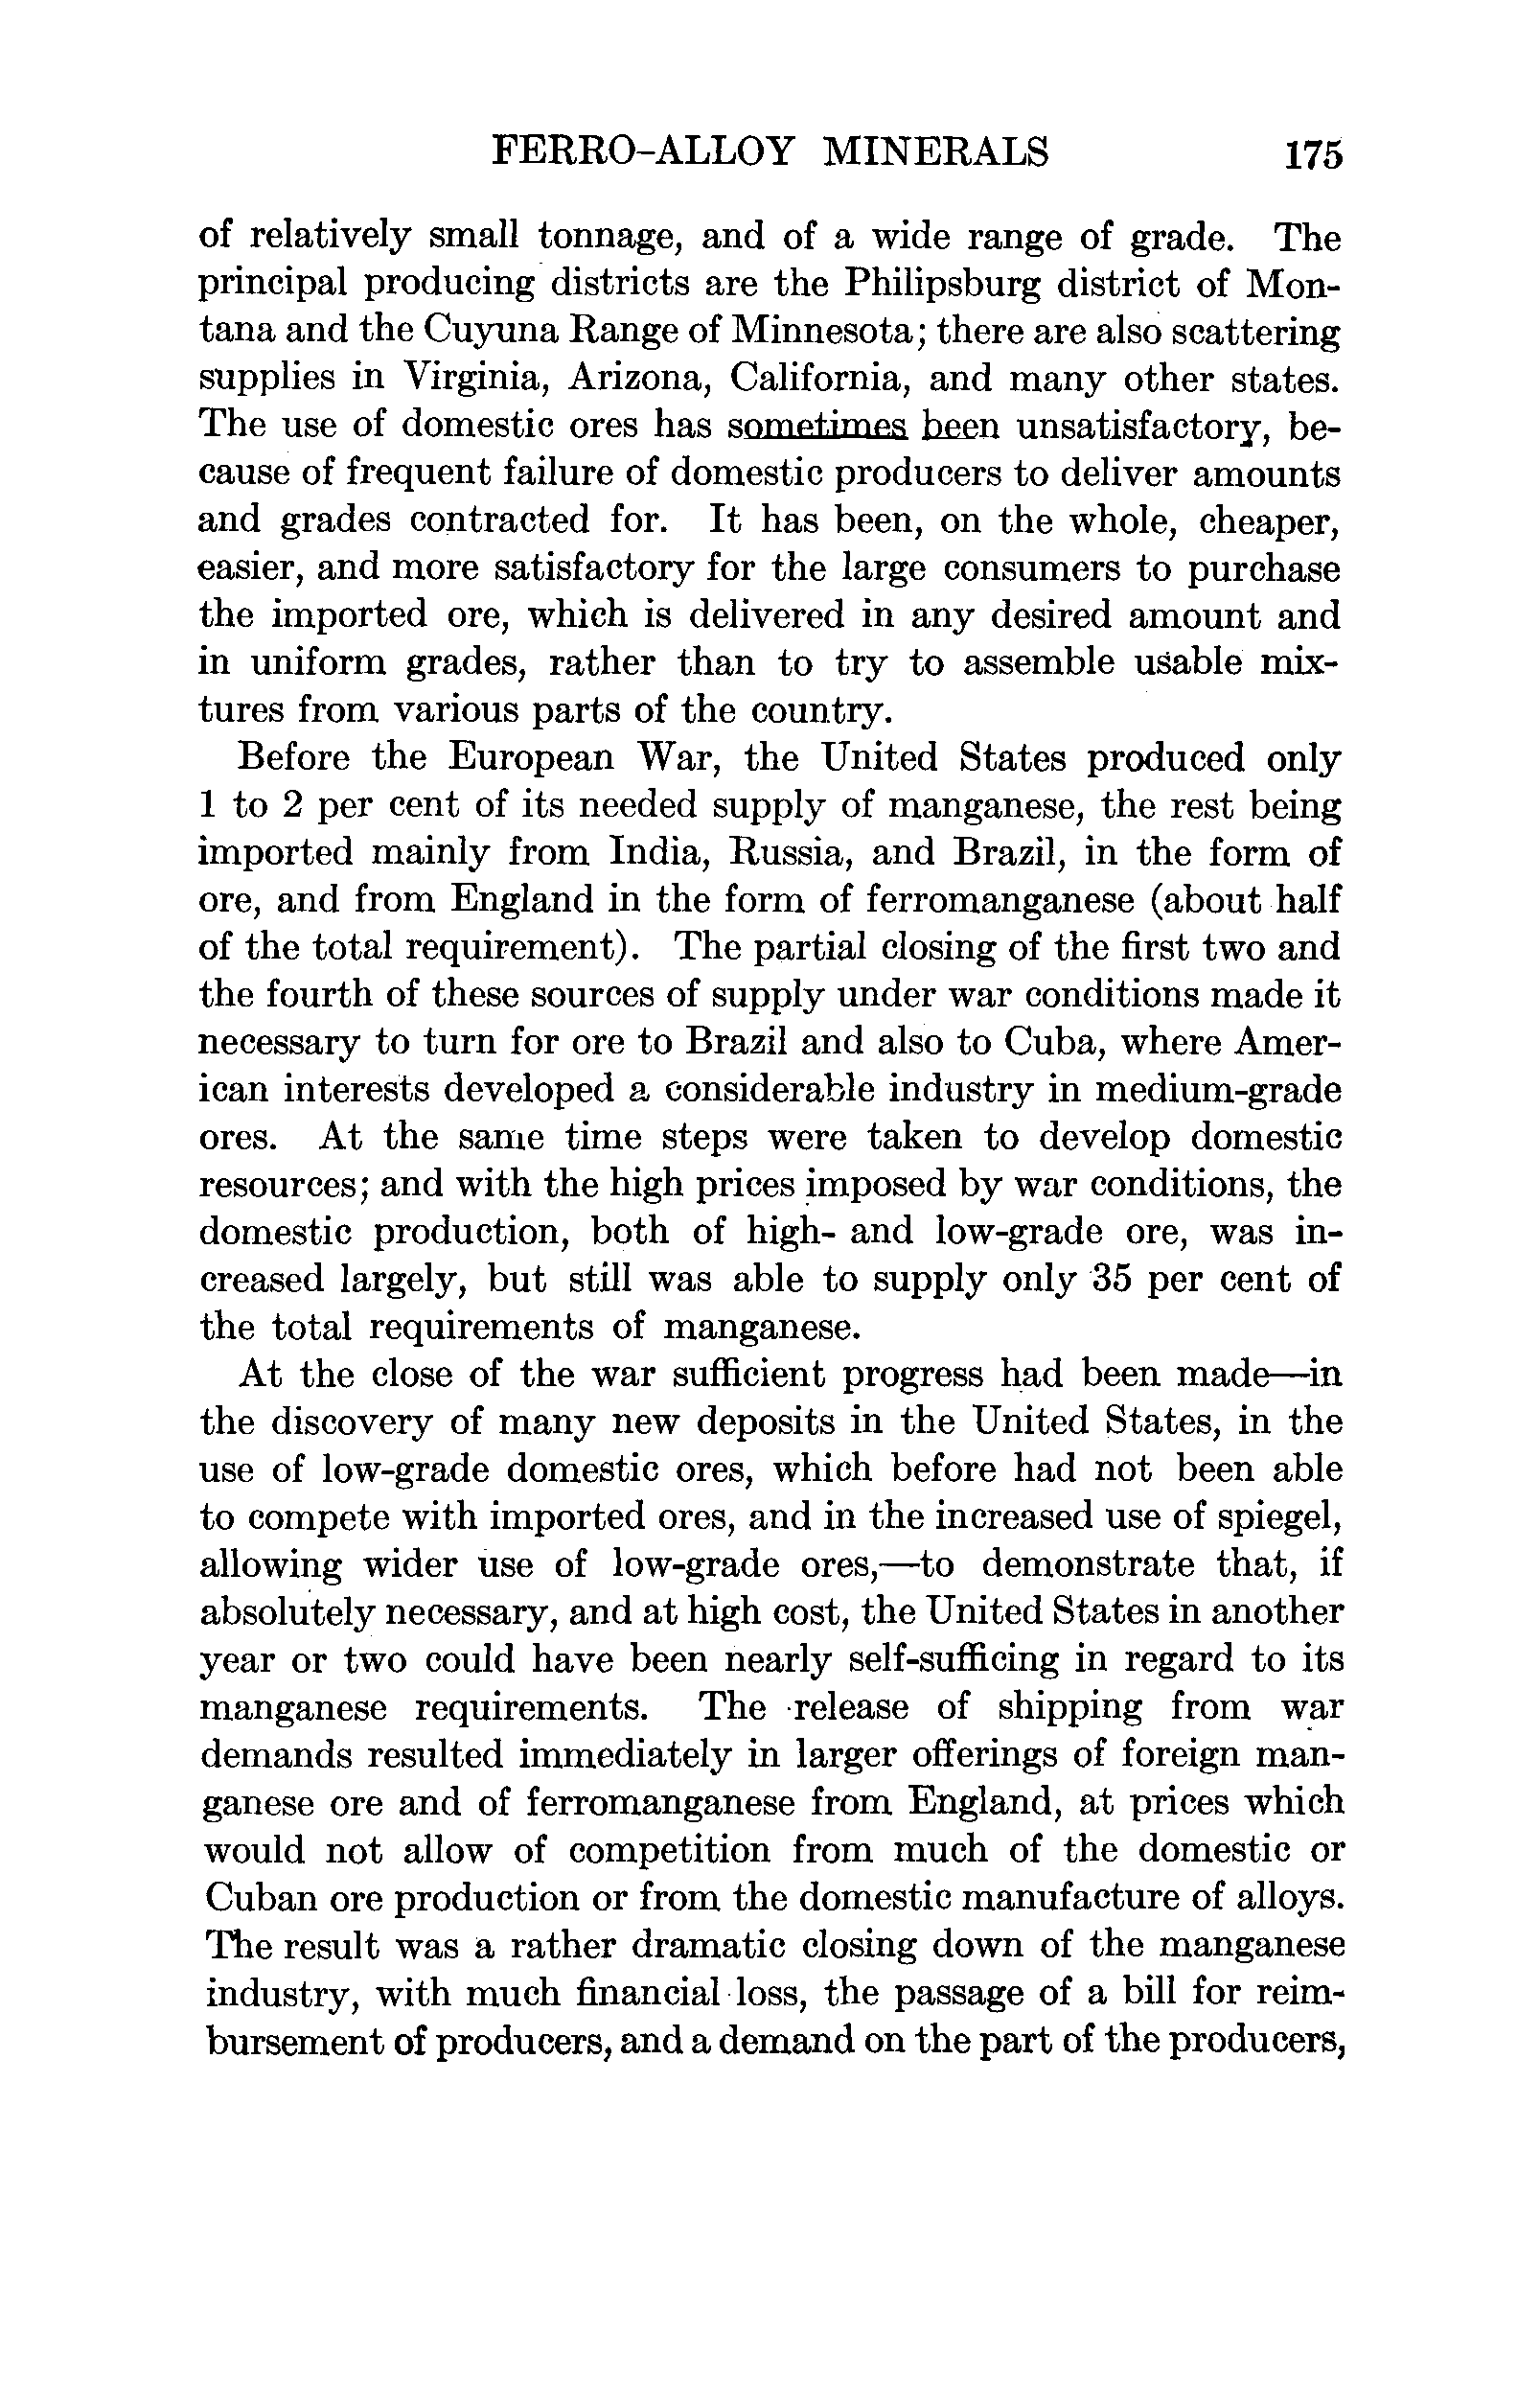 FERRO-ALLOY MINERALS 175
of relatively small tonnage, and of a wide range of grade. The
principal producing districts are the Philipsburg district of Mon-
tana and the Cuyuna Range of Minnesota; there are also scattering
supplies in Virginia, Arizona, California, and many other states.
The use of domestic ores has sometimes been unsatisfactory, be-
cause of frequent failure of domestic producers to deliver amounts
and grades contracted for. It has been, on the whole, cheaper,
easier, and more satisfactory for the large consumers to purchase
the imported ore, which is delivered in any desired amount and
in uniform grades, rather than to try to assemble usable mix-
tures from various parts of the country.
Before the European War, the United States produced only
1 to 2 per cent of its needed supply of manganese, the rest being
imported mainly from India, Russia, and Brazil, in the form of
ore, and from England in the form of ferromanganese (about half
of the total requirement). The partial closing of the first two and
the fourth of these sources of supply under war conditions made it
necessary to turn for ore to Brazil and also to Cuba, where Amer-
ican interests developed a considerable industry in medium-grade
ores. At the same time steps were taken to develop domestic
resources; and with the high prices imposed by war conditions, the
domestic production, both of high- and low-grade ore, was in-
creased largely, but still was able to supply only 35 per cent of
the total requirements of manganese.
At the close of the war sufficient progress had been made—in
the discovery of many new deposits in the United States, in the
use of low-grade domestic ores, which before had not been able
to compete with imported ores, and in the increased use of spiegel,
allowing wider use of low-grade ores,—to demonstrate that, if
absolutely necessary, and at high cost, the United States in another
year or two could have been nearly self-sufficing in regard to its
manganese requirements. The release of shipping from war
demands resulted immediately in larger offerings of foreign man-
ganese ore and of ferromanganese from England, at prices which
would not allow of competition from much of the domestic or
Cuban ore production or from the domestic manufacture of alloys.
The result was a rather dramatic closing down of the manganese
industry, with much financial loss, the passage of a bill for reim-
bursement of producers, and a demand on the part of the producers,